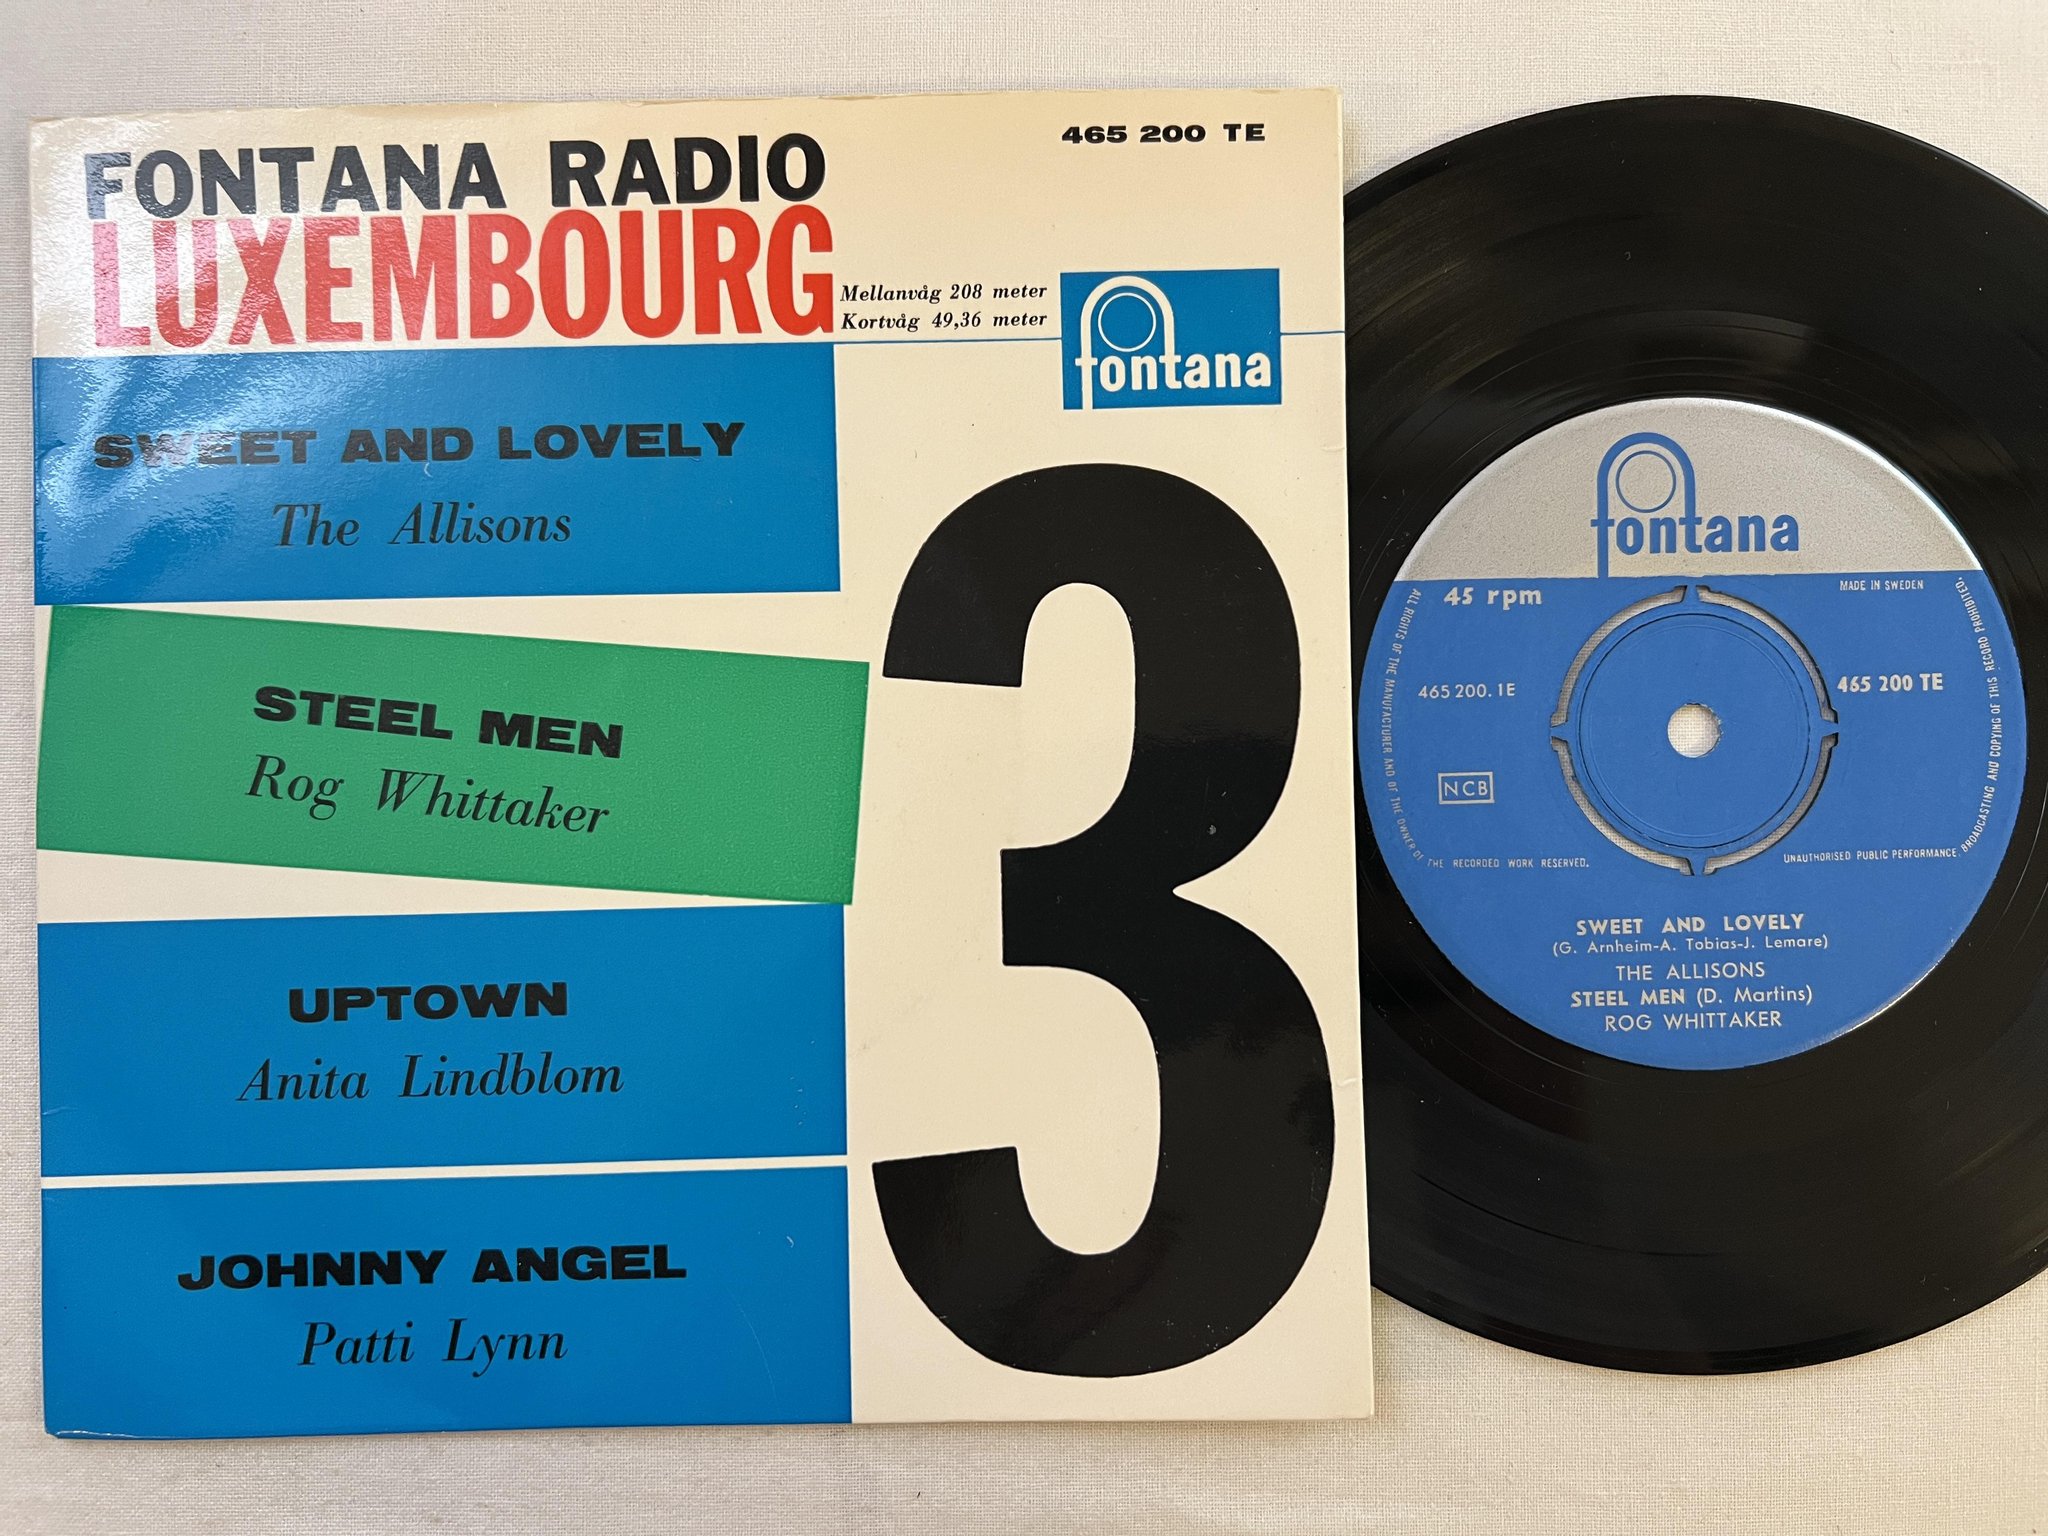 FONTANA RADIO
LUXEMBOURG
465 200 TE
Mellanvåg 208 meter
Kortvåg 49,36 meter
fontana
SWEET AND LOVELY
The Allisons
STEEL MEN
Rog Whittaker
UPTOWN
Anita Lindblom
JOHNNY ANGEL
Patti Lynn
3
fontana
45 rpm
MADE IN SWEDEN
465 200. 1E
465 200 TE
NCB
ALL RIGHTS OF THE MANUFACTURER AND OF THE OWNER OF THE RECORDED WORK RESERVED.
UNAUTHORISED PUBLIC PERFORMANCE. BROADCASTING AND COPYING OF THIS RECORD PROHIBITED.
SWEET AND LOVELY
(G. Arnheim-A. Tobias-J. Lemare)
THE ALLISONS
STEEL MEN (D. Martins)
ROG WHITTAKER